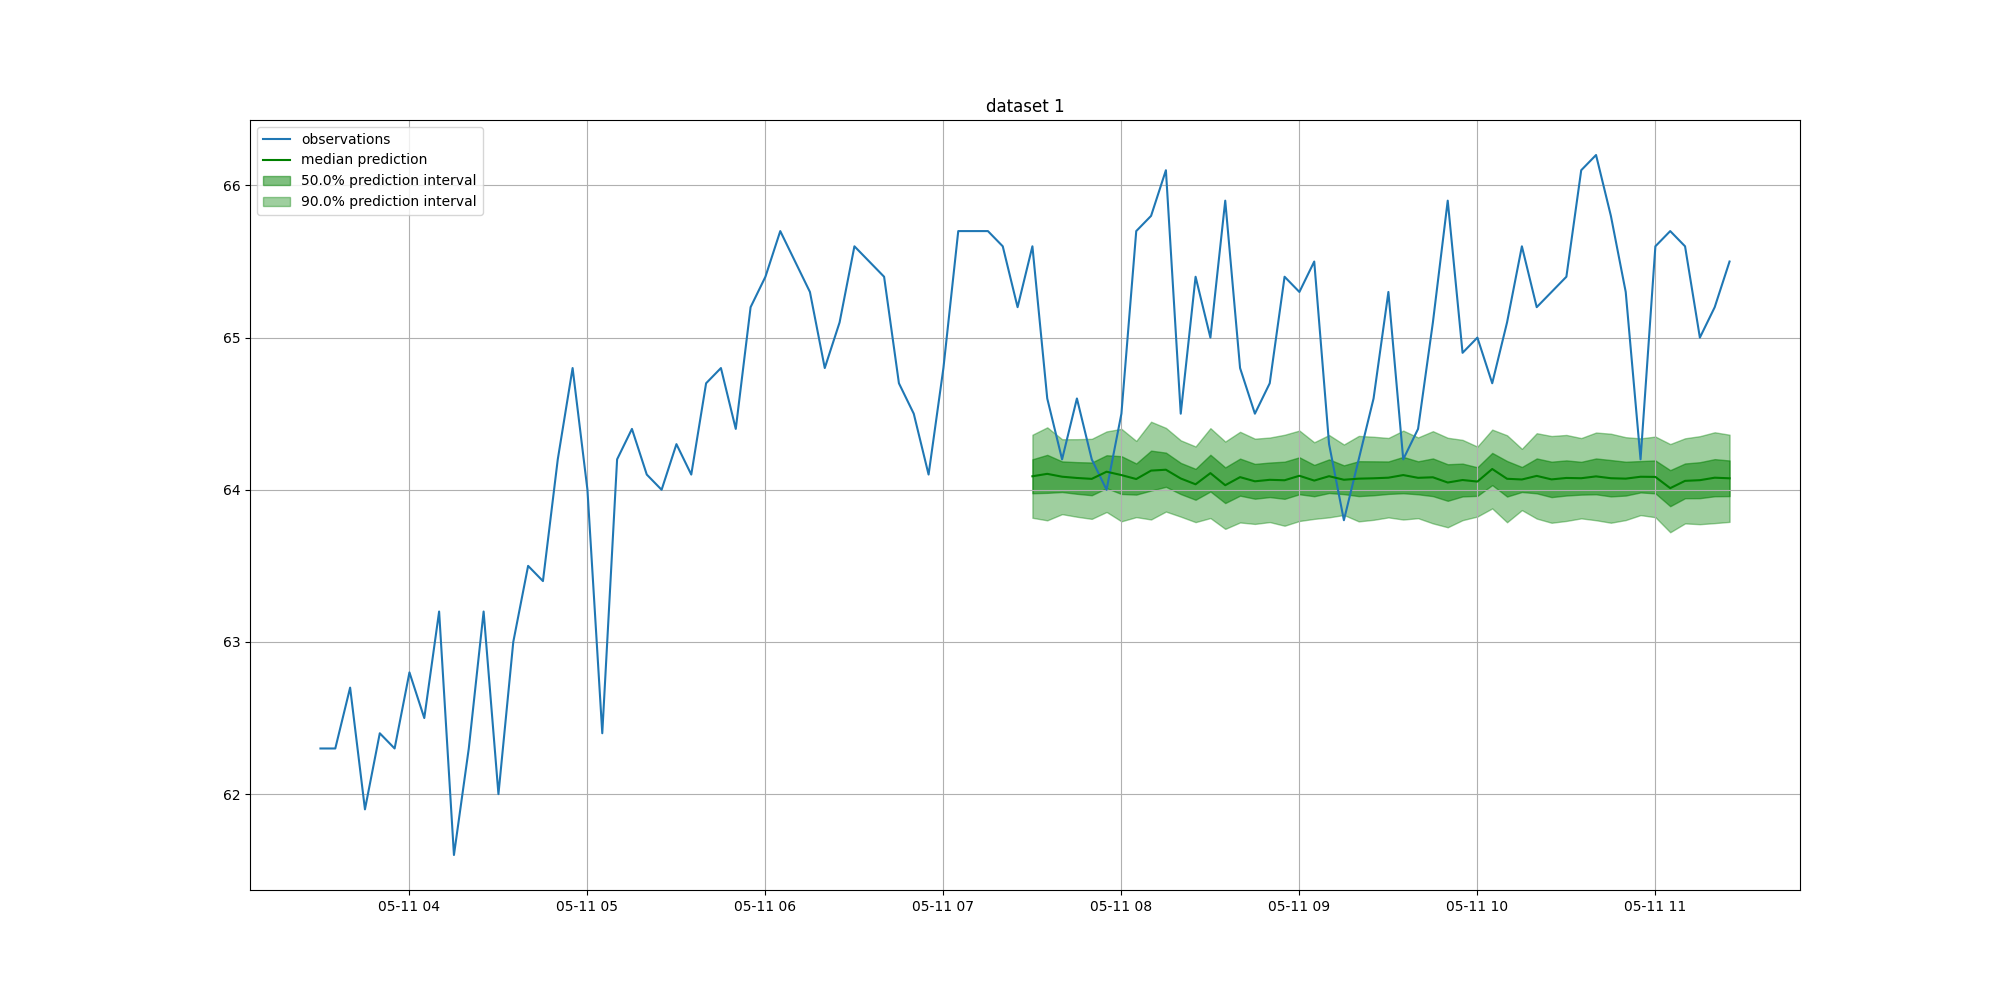 dataset 1
observations
median prediction
50.0% prediction interval
90.0% prediction interval
66
65
64
63
62
05-11 04
05-11 05
05-11 06
05-11 07
05-11 08
05-11 09
05-11 10
05-11 11